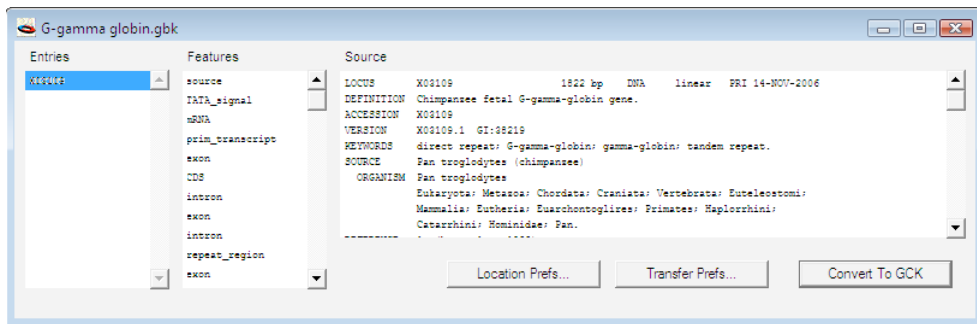 G-gamma globin.gbk
Entries
Features
Source
X03109
source
TATA_signal
mRNA
prim_transcript
exon
CDS
intron
exon
intron
repeat_region
exon
LOCUS X03109 1822 bp DNA linear PRI 14-NOV-2006
DEFINITION Chimpanzee fetal G-gamma-globin gene.
ACCESSION X03109
VERSION X03109.1 GI:38219
KEYWORDS direct repeat; G-gamma-globin; gamma-globin; tandem repeat.
SOURCE Pan troglodytes (chimpanzee)
ORGANISM Pan troglodytes
Eukaryota; Metazoa; Chordata; Craniata; Vertebrata; Euteleostomi;
Mammalia; Eutheria; Euarchontoglires; Primates; Haplorrhini;
Catarrhini; Hominidae; Pan.
Location Prefs...
Transfer Prefs...
Convert To GCK